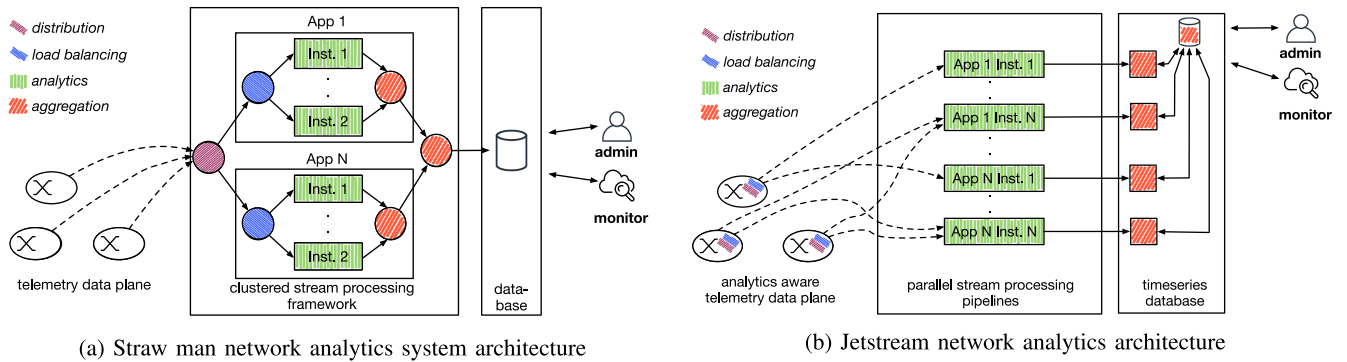 distribution
load balancing
analytics
aggregation
App 1
Inst. 1
Inst. 2
App N
Inst. 1
Inst. 2
telemetry data plane
clustered stream processing
framework
data-
base
admin
monitor
(a) Straw man network analytics system architecture
distribution
load balancing
analytics
aggregation
App 1 Inst. 1
App 1 Inst. N
App N Inst. 1
App N Inst. N
analytics aware
telemetry data plane
parallel stream processing
pipelines
timeseries
database
admin
monitor
(b) Jetstream network analytics architecture